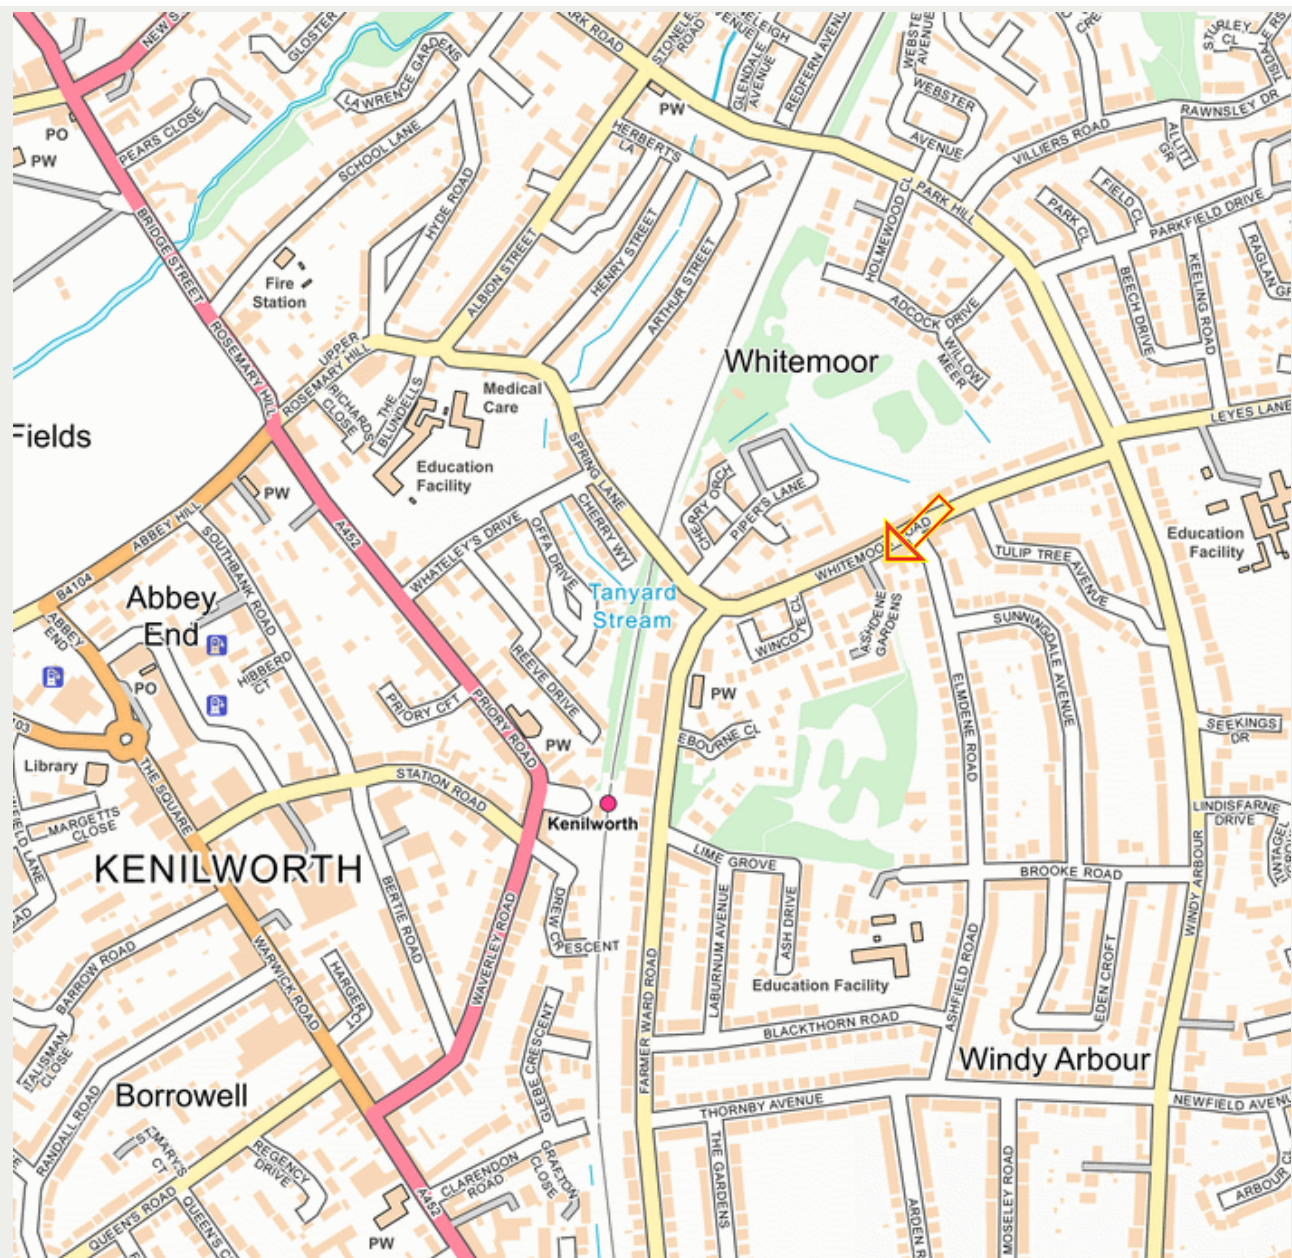 NEW S
GLOSTER
LAWRENCE GARDENS
PARK ROAD
STONELEIGH
ROAD
AVENUE
GLENDALE
AVENUE
REDFERN AVENUE
WEBSTER
AVENUE
WEBSTER
AVENUE
STURLEY
CL
TISDALE
RAWNSLEY DR
ALLITT
GR
VILLIERS ROAD
PO
PW
PEARS CLOSE
SCHOOL LANE
PW
HERBERT'S
LA
HYDE ROAD
HENRY STREET
ARTHUR STREET
ALBION STREET
PARK HILL
HOLMEWOOD CL
PARK CL
FIELD CL
PARKFIELD DRIVE
BEECH DRIVE
KEELING ROAD
RAGLAN GR
BRIDGE STREET
Fire
Station
ADCOCK DRIVE
WILLOW
MEER
Whitemoor
ROSEMARY HILL
UPPER
ROSEMARY HILL
RICHARDS
CLOSE
THE
BLUNDELLS
Medical
Care
Education
Facility
SPRING LANE
LEYES LANE
Fields
ABBEY HILL
PW
A452
WHATELEY'S DRIVE
OFFA DRIVE
CHERRY WY
CHERRY ORCH
PIPER'S LANE
WHITEMOOR ROAD
TULIP TREE
AVENUE
Education
Facility
B4104
ABBEY
END
Abbey
End
SOUTHBANK ROAD
HIBBERD
CT
PO
Tanyard
Stream
REEVE DRIVE
PRIORY CFT
PRIORY ROAD
PW
WINCOTE CL
ASHDENE
GARDENS
SUNNINGDALE AVENUE
ELMDENE ROAD
PW
EBOURNE CL
SEEKINGS
DR
LINDISFARNE
DRIVE
WINDY ARBOUR
Library
MARGETTS
CLOSE
THE SQUARE
STATION ROAD
Kenilworth
KENILWORTH
BERTIE ROAD
DREW CRESCENT
LIME GROVE
LABURNUM AVENUE
ASH DRIVE
BROOKE ROAD
ASHFIELD ROAD
EDEN CROFT
Education Facility
BARROW ROAD
TALISMAN
CLOSE
WARWICK ROAD
HARGER CT
WAVERLEY ROAD
FARMER WARD ROAD
BLACKTHORN ROAD
Windy Arbour
Borrowell
RANDALL ROAD
GLEBE CRESCENT
THORNBY AVENUE
NEWFIELD AVENU
REGENCY
DRIVE
CLARENDON
ROAD
GRAFTON
CLOSE
THE GARDENS
ARDEN R
MOSELEY ROAD
ARBOUR CL
QUEEN'S ROAD
QUEEN'S C
A452
PW